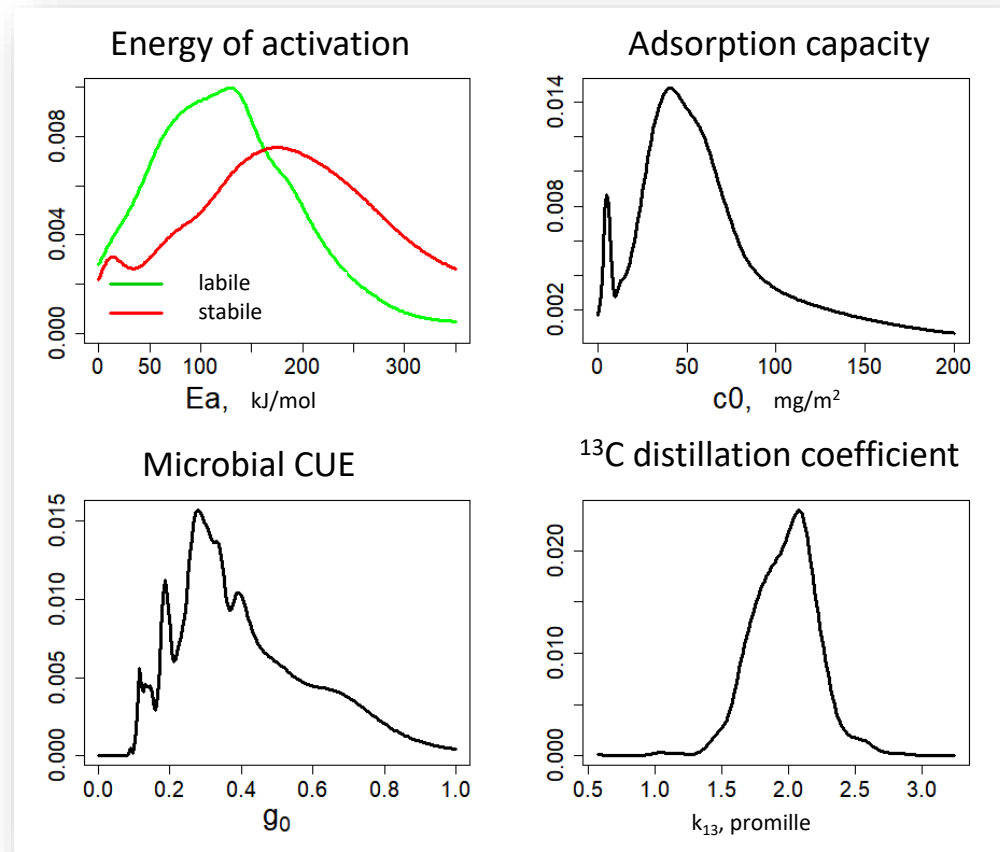 Energy of activation
0.000 0.004 0.008
labile
stabile
0 50 100 200 300
Ea, kJ/mol
Adsorption capacity
0.002 0.008 0.014
0 50 100 150 200
c0, mg/m²
Microbial CUE
0.000 0.005 0.010 0.015
0.0 0.2 0.4 0.6 0.8 1.0
g₀
¹³C distillation coefficient
0.000 0.010 0.020
0.5 1.0 1.5 2.0 2.5 3.0
k₁₃, promille